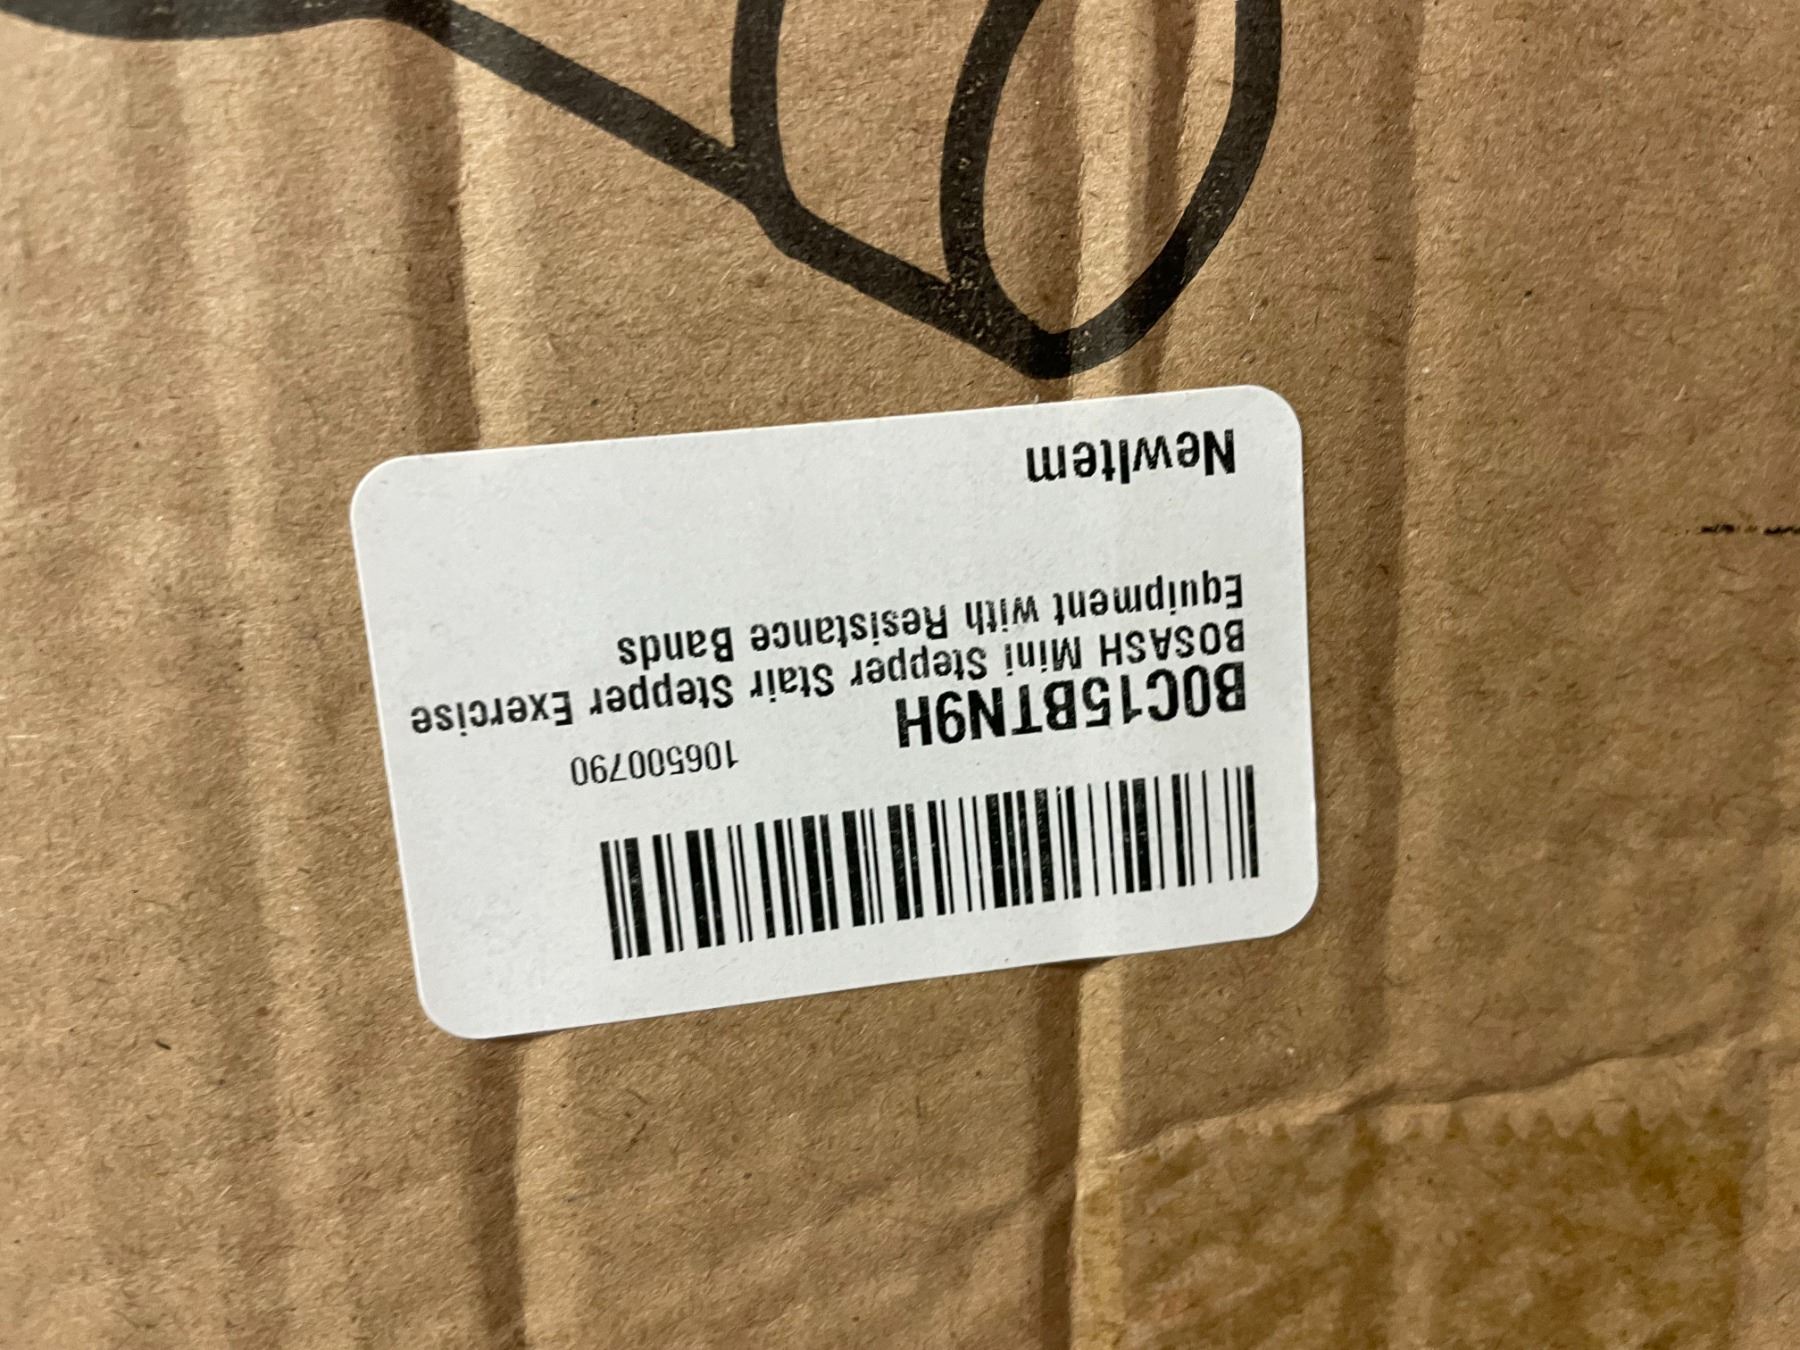 B0C15BTN9H 106500790
BOSASH Mini Stepper Stair Stepper Exercise
Equipment with Resistance Bands
NewItem